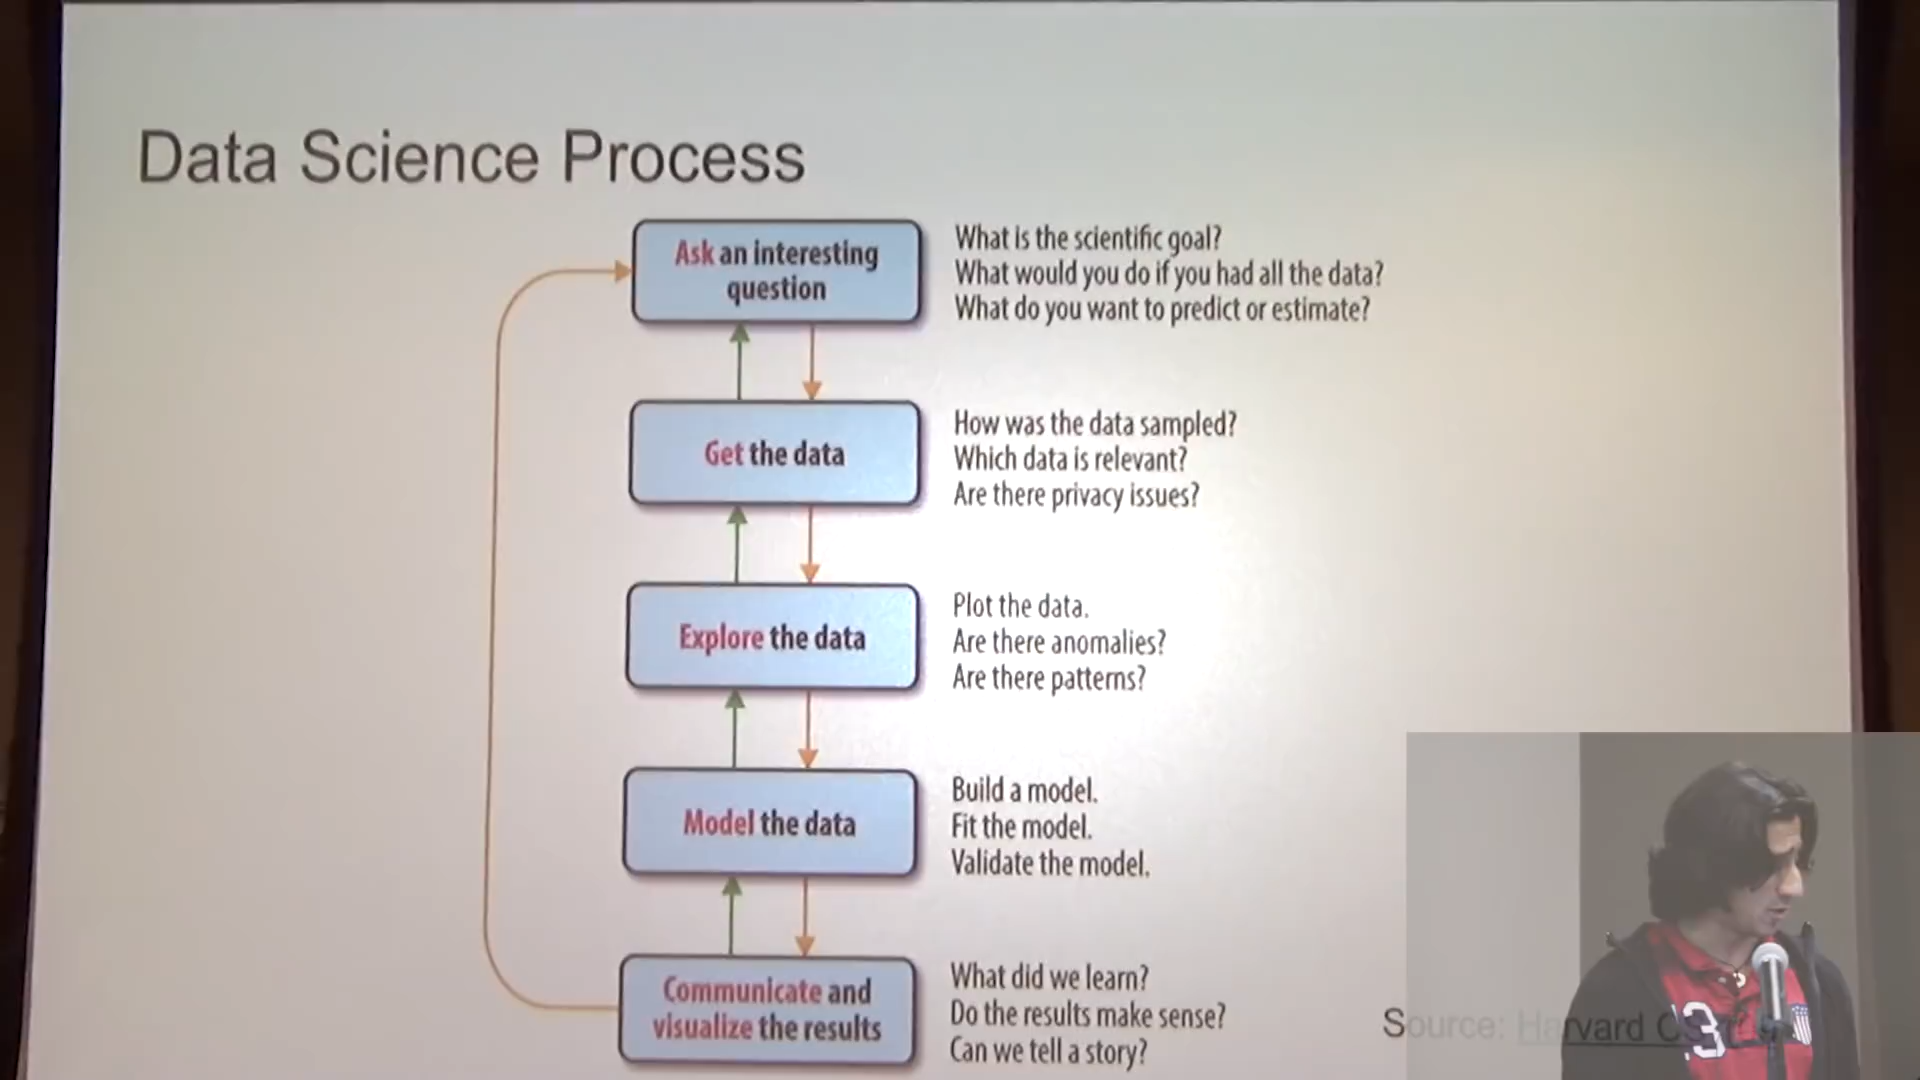 Data Science Process
Ask an interesting
question
What is the scientific goal?
What would you do if you had all the data?
What do you want to predict or estimate?
Get the data
How was the data sampled?
Which data is relevant?
Are there privacy issues?
Explore the data
Plot the data.
Are there anomalies?
Are there patterns?
Model the data
Build a model.
Fit the model.
Validate the model.
Communicate and
visualize the results
What did we learn?
Do the results make sense?
Can we tell a story?
Source: Harvard
3